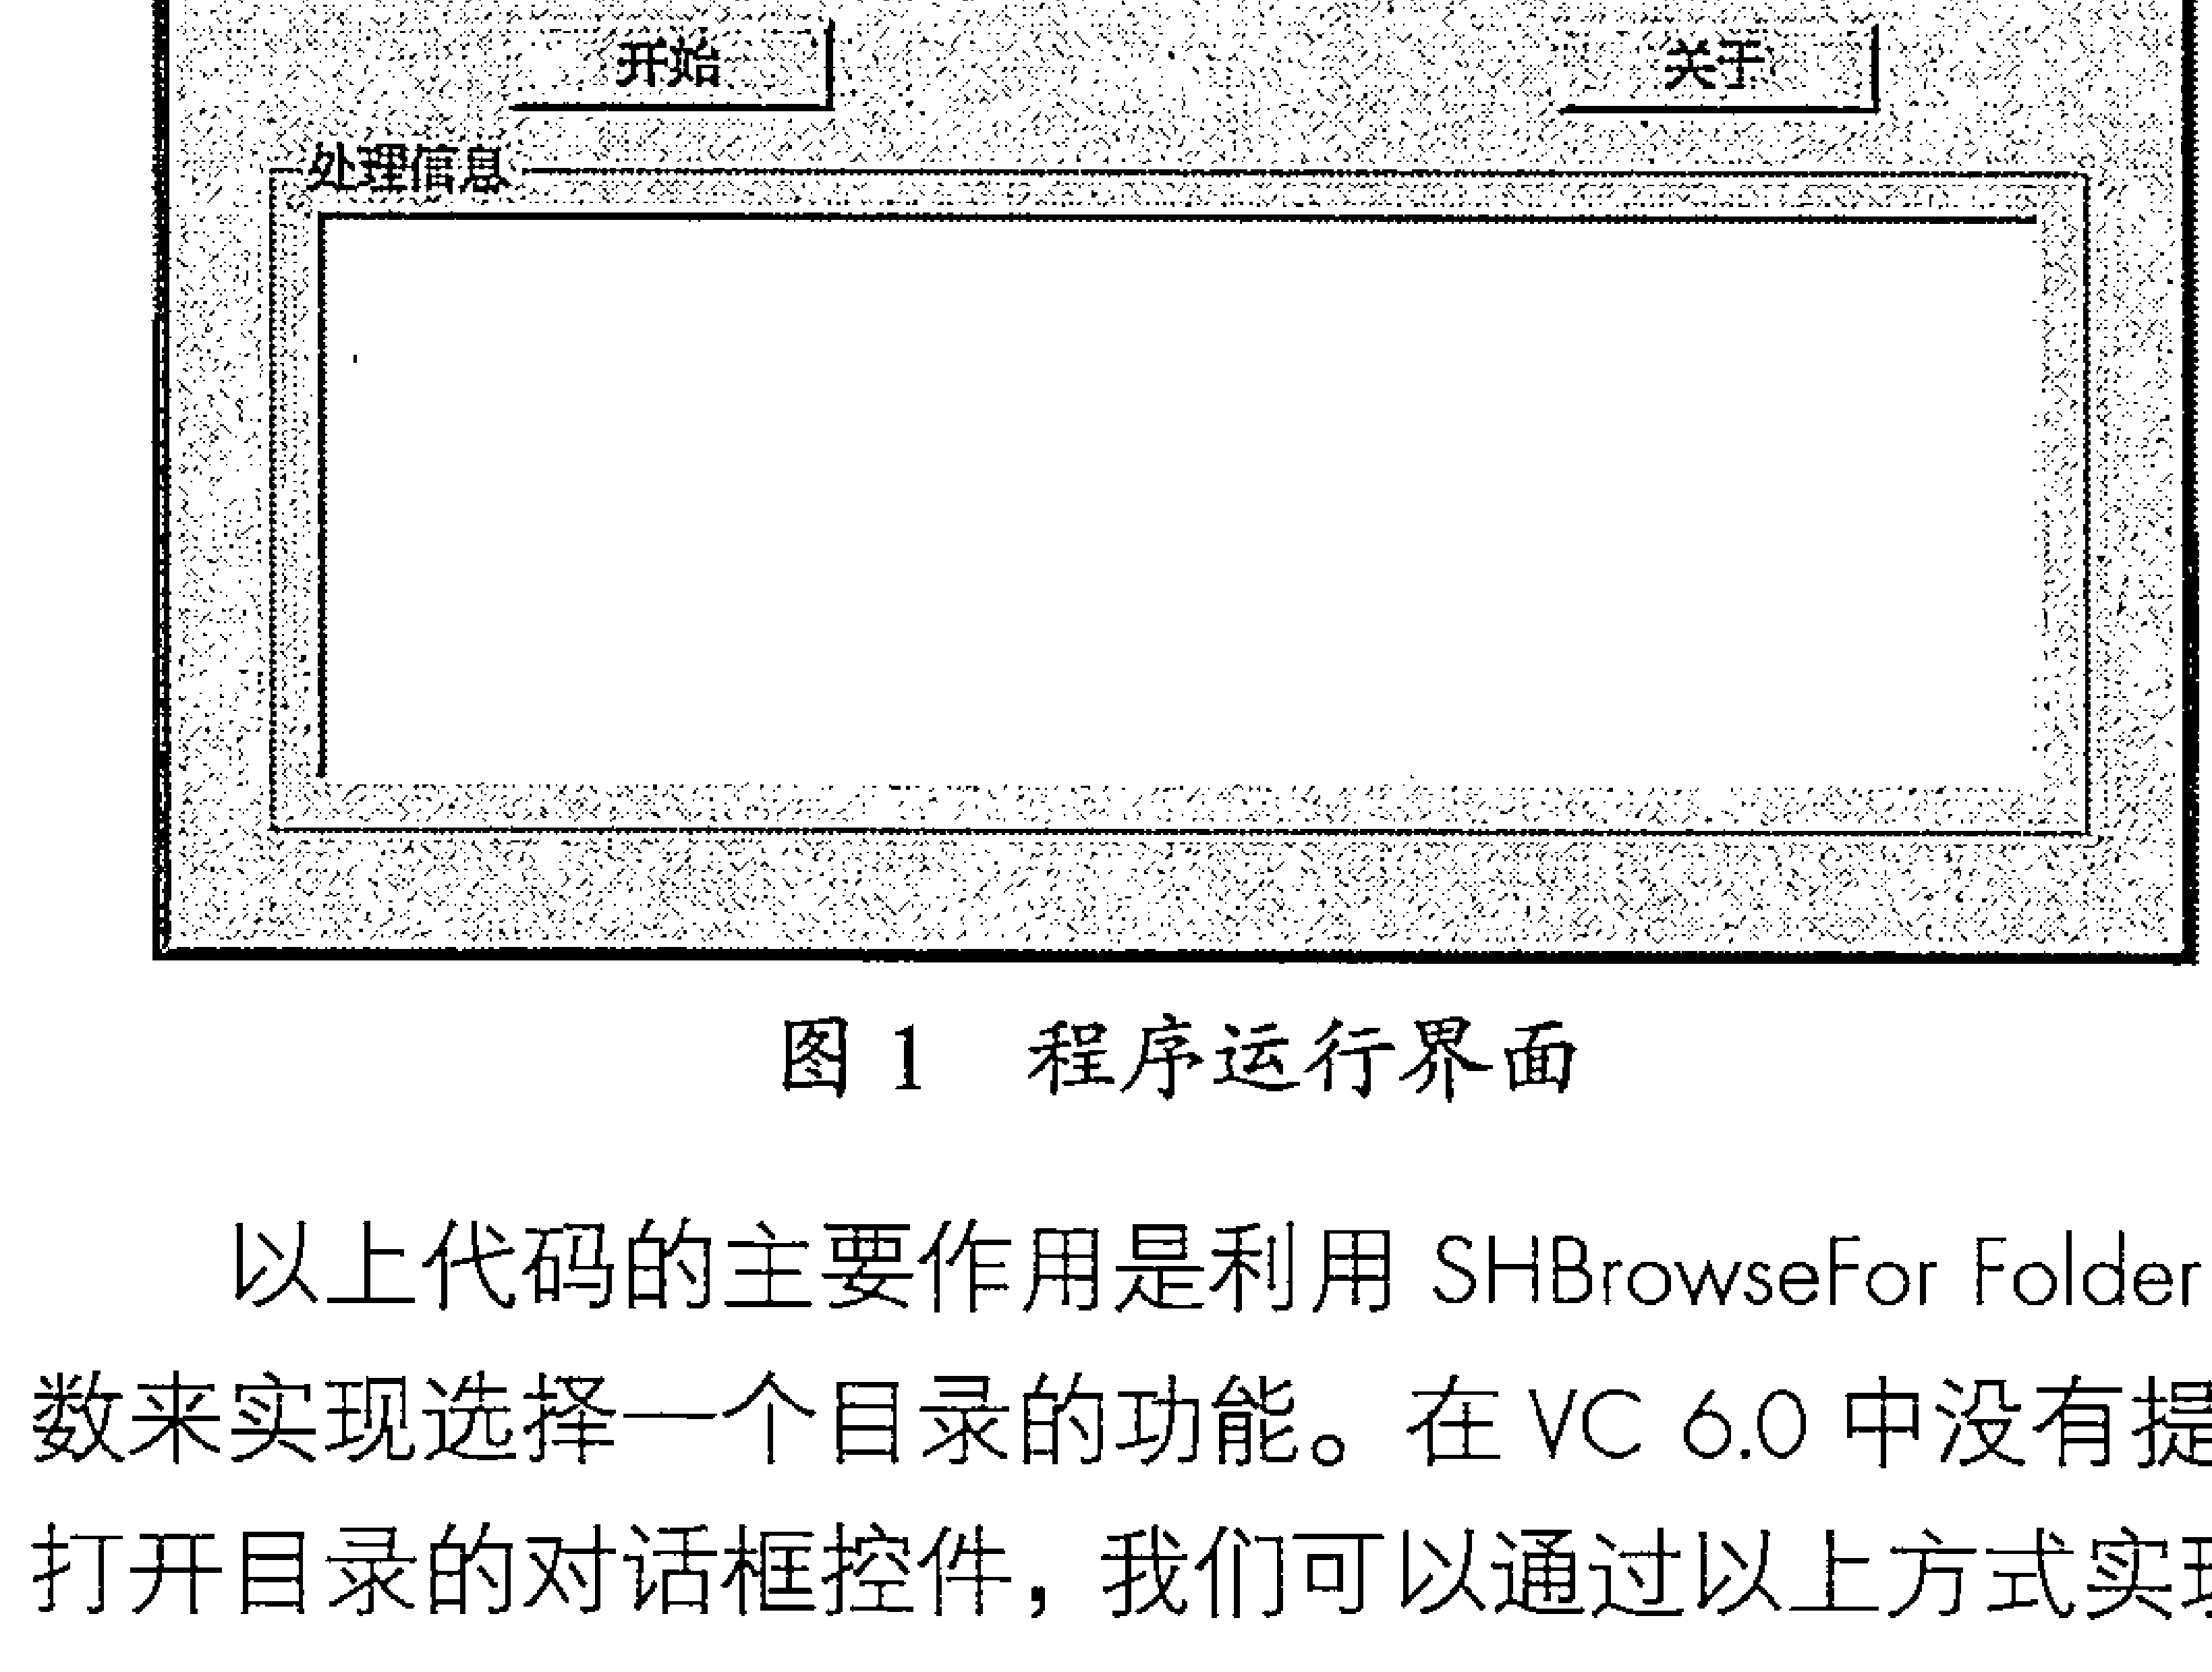 开始 关于
处理信息
图 1 程序运行界面
以上代码的主要作用是利用 SHBrowseFor Folder
数来实现选择一个目录的功能。在 VC 6.0 中没有提
打开目录的对话框控件，我们可以通过以上方式实现